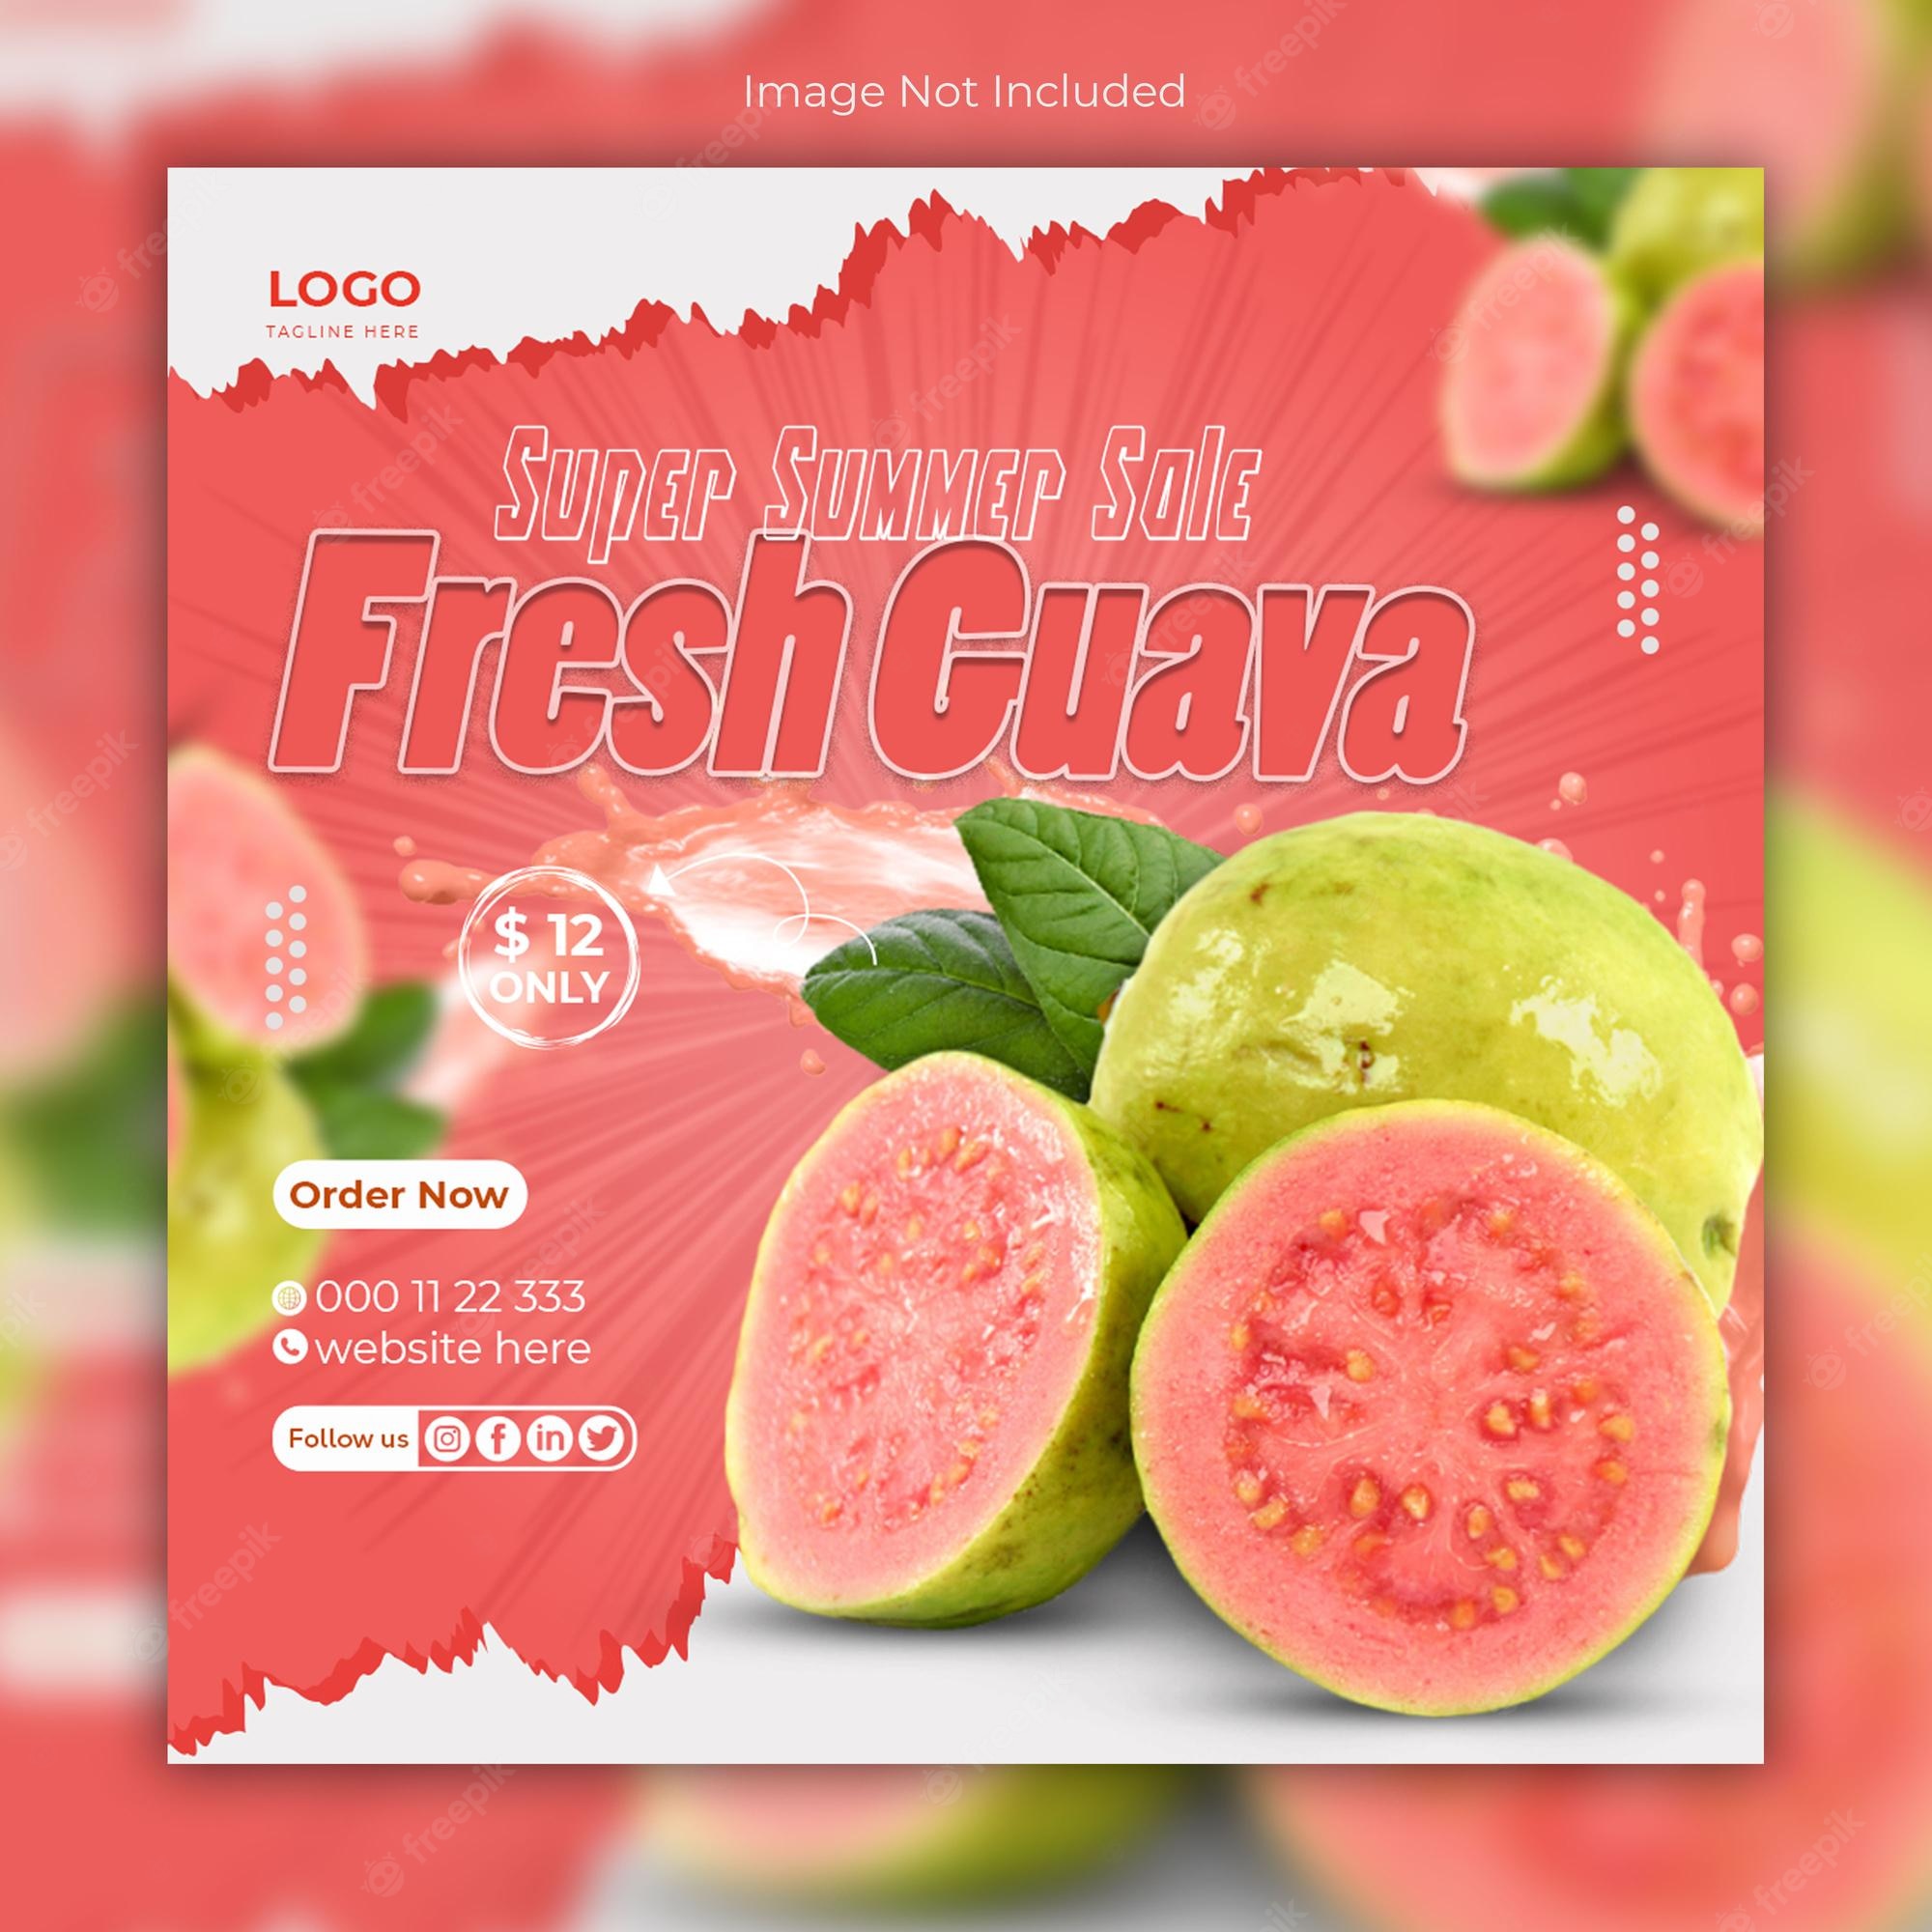 Image Not Included
LOGO
TAGLINE HERE
Super Summer Sale
Fresh Guava
$ 12
ONLY
Order Now
000 11 22 333
website here
Follow us
freepik